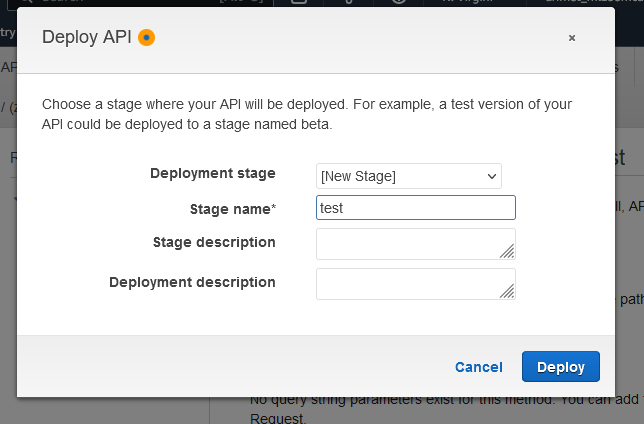 Deploy API
×
Choose a stage where your API will be deployed. For example, a test version of your
API could be deployed to a stage named beta.
Deployment stage [New Stage]
Stage name* test
Stage description
Deployment description
Cancel Deploy
No query string parameters exist for this method. You can add
Request.